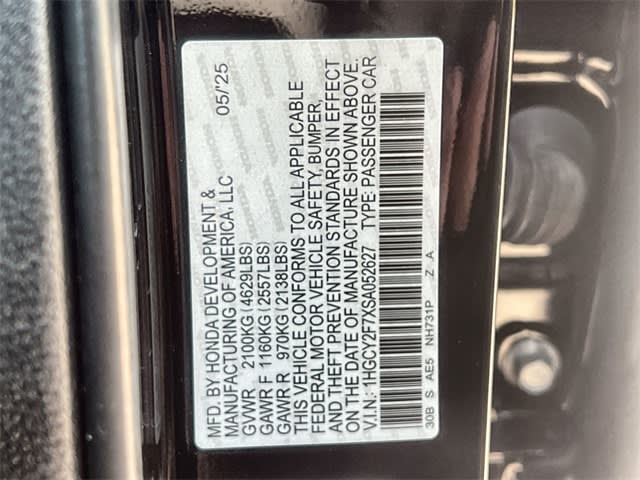 MFD. BY HONDA DEVELOPMENT &
MANUFACTURING OF AMERICA, LLC 05/'25
GVWR 2100KG(4629LBS)
GAWR F 1160KG(2557LBS)
GAWR R 970KG(2138LBS)
THIS VEHICLE CONFORMS TO ALL APPLICABLE
FEDERAL MOTOR VEHICLE SAFETY, BUMPER,
AND THEFT PREVENTION STANDARDS IN EFFECT
ON THE DATE OF MANUFACTURE SHOWN ABOVE.
V.I.N.: 1HGCY2F7XSA052627 TYPE: PASSENGER CAR
30B S AE5 NH731P Z A